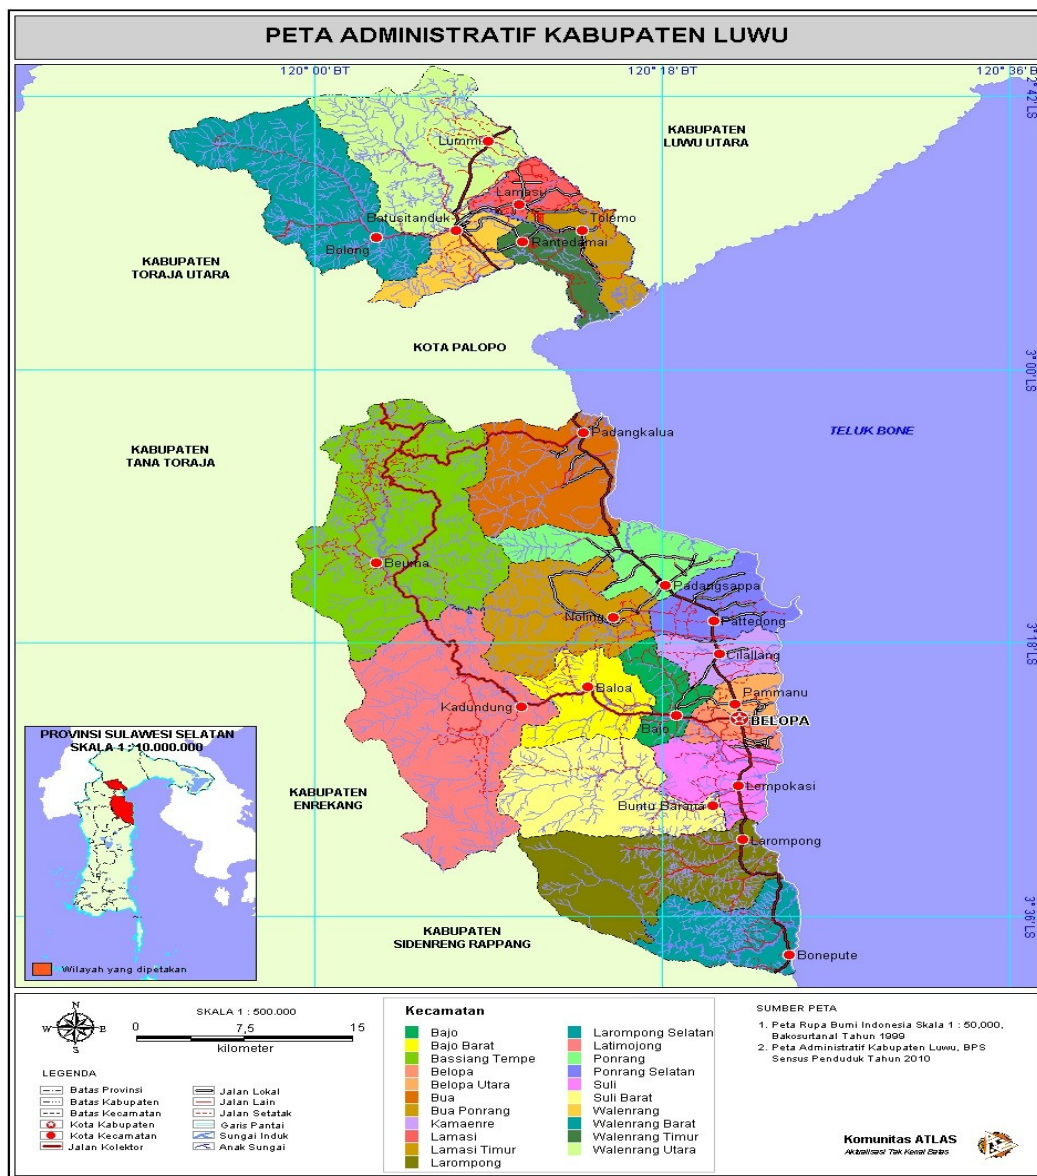 PETA ADMINISTRATIF KABUPATEN LUWU
120° 00' BT
120° 18' BT
120° 36' B
2° 42' LS
KABUPATEN
LUWU UTARA
Lummi
Lamasi
Batusitanduk
Tolemo
Bolong
Rantedamai
KABUPATEN
TORAJA UTARA
KOTA PALOPO
3° 00' LS
KABUPATEN
TANA TORAJA
Padangkalua
TELUK BONE
Beuma
Padangsappa
Noling
Pattedong
3° 18' LS
Cilallang
Baloa
Pammanu
Kadundung
Bajo
BELOPA
PROVINSI SULAWESI SELATAN
SKALA 1 : 10.000.000
KABUPATEN
ENREKANG
Lempokasi
Buntu Barana
Larompong
KABUPATEN
SIDENRENG RAPPANG
3° 36' LS
Bonepute
Wilayah yang dipetakan
N
W
E
S
SKALA 1 : 500.000
0
7,5
15
kilometer
LEGENDA
Batas Provinsi
Batas Kabupaten
Batas Kecamatan
Kota Kabupaten
Kota Kecamatan
Jalan Kolektor
Jalan Lokal
Jalan Lain
Jalan Setatak
Garis Pantai
Sungai Induk
Anak Sungai
Kecamatan
Bajo
Bajo Barat
Bassiang Tempe
Belopa
Belopa Utara
Bua
Bua Ponrang
Kamaenre
Lamasi
Lamasi Timur
Larompong
Larompong Selatan
Latimojong
Ponrang
Ponrang Selatan
Suli
Suli Barat
Walenrang
Walenrang Barat
Walenrang Timur
Walenrang Utara
SUMBER PETA
1. Peta Rupa Bumi Indonesia Skala 1 : 50,000,
Bakosurtanal Tahun 1999
2. Peta Administratif Kabupaten Luwu, BPS
Sensus Penduduk Tahun 2010
Komunitas ATLAS
Aktualisasi Tak Kenal Batas